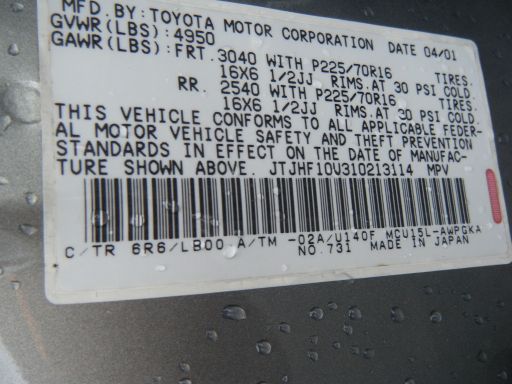 MFD. BY: TOYOTA MOTOR CORPORATION DATE 04/01
GVWR(LBS):4950
GAWR(LBS):FRT. 3040 WITH P225/70R16 TIRES.
16X6 1/2JJ RIMS.AT 30 PSI COLD.
RR. 2540 WITH P225/70R16 TIRES.
16X6 1/2JJ RIMS.AT 30 PSI COLD.
THIS VEHICLE CONFORMS TO ALL APPLICABLE FEDER-
AL MOTOR VEHICLE SAFETY AND THEFT PREVENTION
STANDARDS IN EFFECT ON THE DATE OF MANUFAC-
TURE SHOWN ABOVE. JTJHF10U310213114 MPV
C/TR 6R6/LB00 A/TM -02A/U140F MCU15L-AWPGKA
NO.731 MADE IN JAPAN